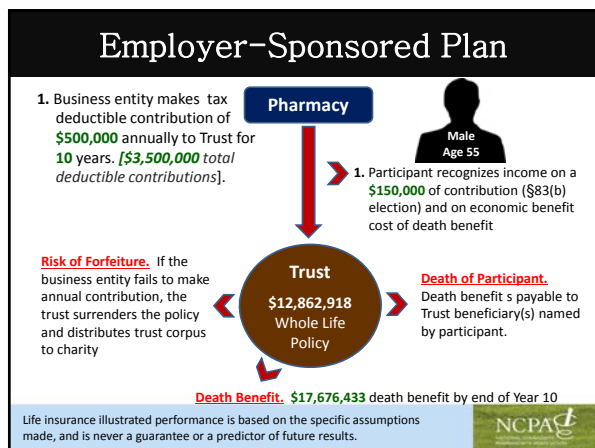 Employer-Sponsored Plan
1. Business entity makes tax
deductible contribution of
$500,000 annually to Trust for
10 years. [$3,500,000 total
deductible contributions].
Pharmacy
Male
Age 55
1. Participant recognizes income on a
$150,000 of contribution (§83(b)
election) and on economic benefit
cost of death benefit
Risk of Forfeiture. If the
business entity fails to make
annual contribution, the
trust surrenders the policy
and distributes trust corpus
to charity
Trust
$12,862,918
Whole Life
Policy
Death of Participant.
Death benefit s payable to
Trust beneficiary(s) named
by participant.
Death Benefit. $17,676,433 death benefit by end of Year 10
Life insurance illustrated performance is based on the specific assumptions
made, and is never a guarantee or a predictor of future results.
NCPA